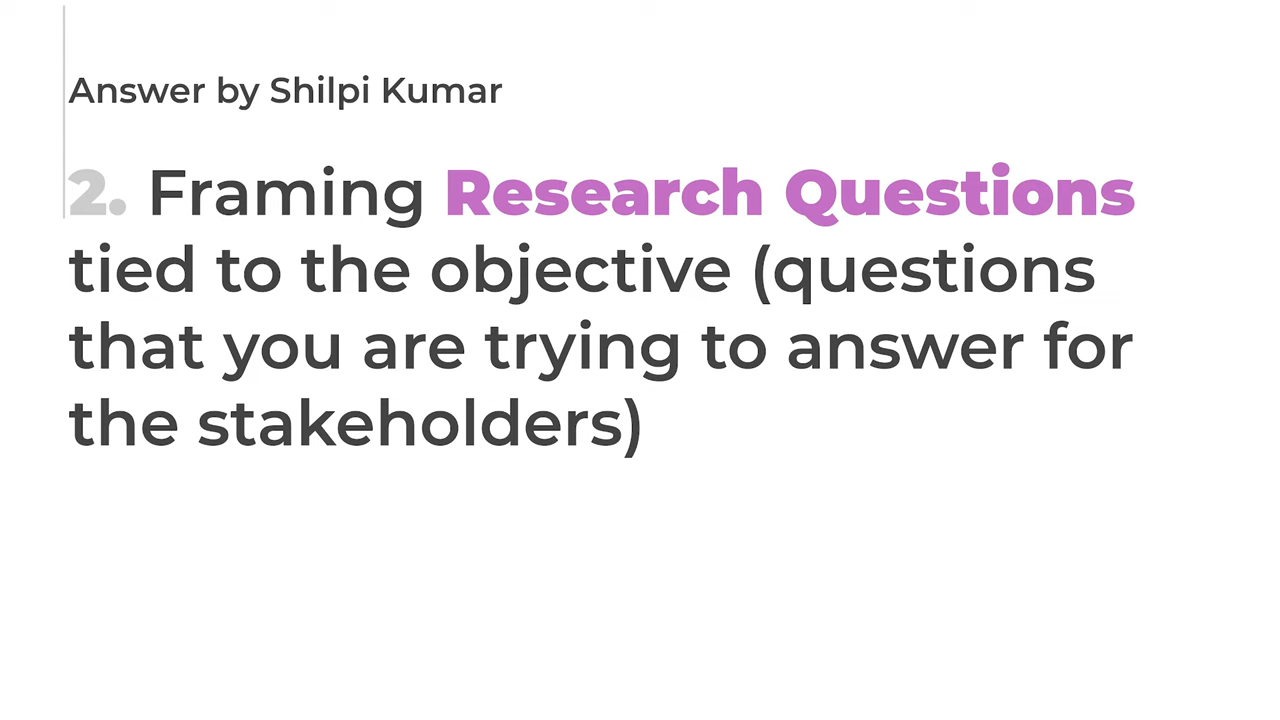 Answer by Shilpi Kumar
2. Framing Research Questions
tied to the objective (questions
that you are trying to answer for
the stakeholders)